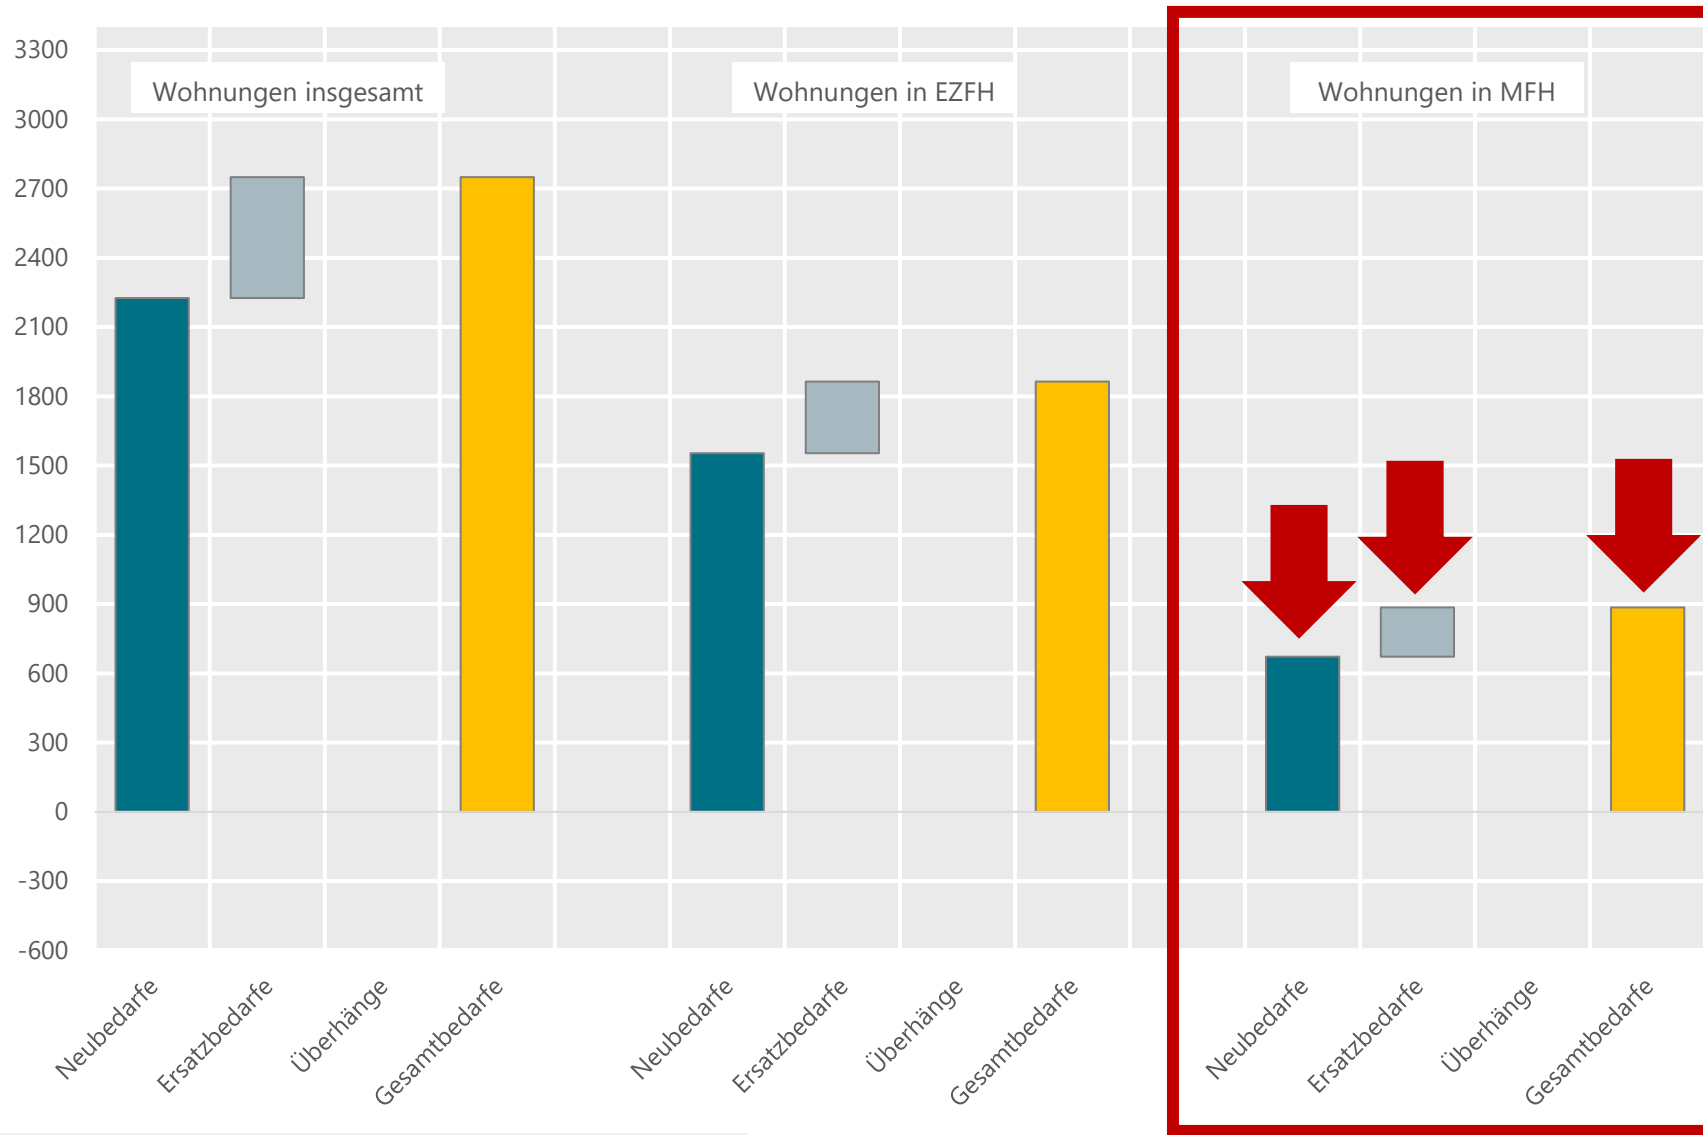 3300
3000
2700
2400
2100
1800
1500
1200
900
600
300
0
-300
-600
Wohnungen insgesamt
Wohnungen in EZFH
Wohnungen in MFH
Neubedarfe
Ersatzbedarfe
Überhänge
Gesamtbedarfe
Neubedarfe
Ersatzbedarfe
Überhänge
Gesamtbedarfe
Neubedarfe
Ersatzbedarfe
Überhänge
Gesamtbedarfe